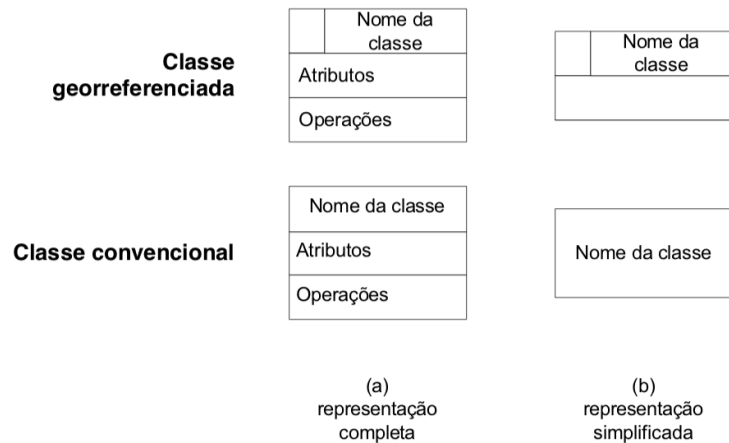 Classe
georreferenciada
Nome da
classe
Atributos
Operações
Nome da
classe
Classe convencional
Nome da classe
Atributos
Operações
Nome da classe
(a)
representação
completa
(b)
representação
simplificada